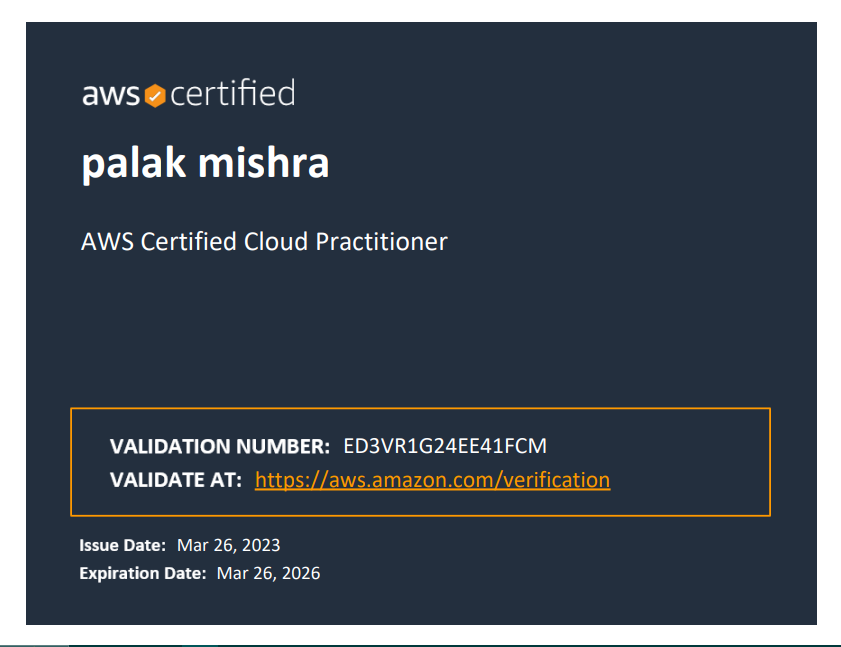 aws certified
palak mishra
AWS Certified Cloud Practitioner
VALIDATION NUMBER: ED3VR1G24EE41FCM
VALIDATE AT: https://aws.amazon.com/verification
Issue Date: Mar 26, 2023
Expiration Date: Mar 26, 2026